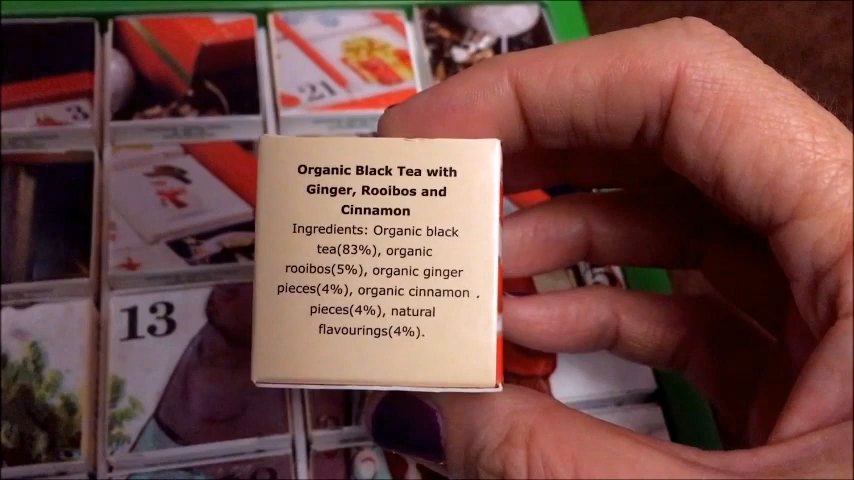 3
21
Organic Black Tea with
Ginger, Rooibos and
Cinnamon
Ingredients: Organic black
tea(83%), organic
rooibos(5%), organic ginger
pieces(4%), organic cinnamon .
pieces(4%), natural
flavourings(4%).
13